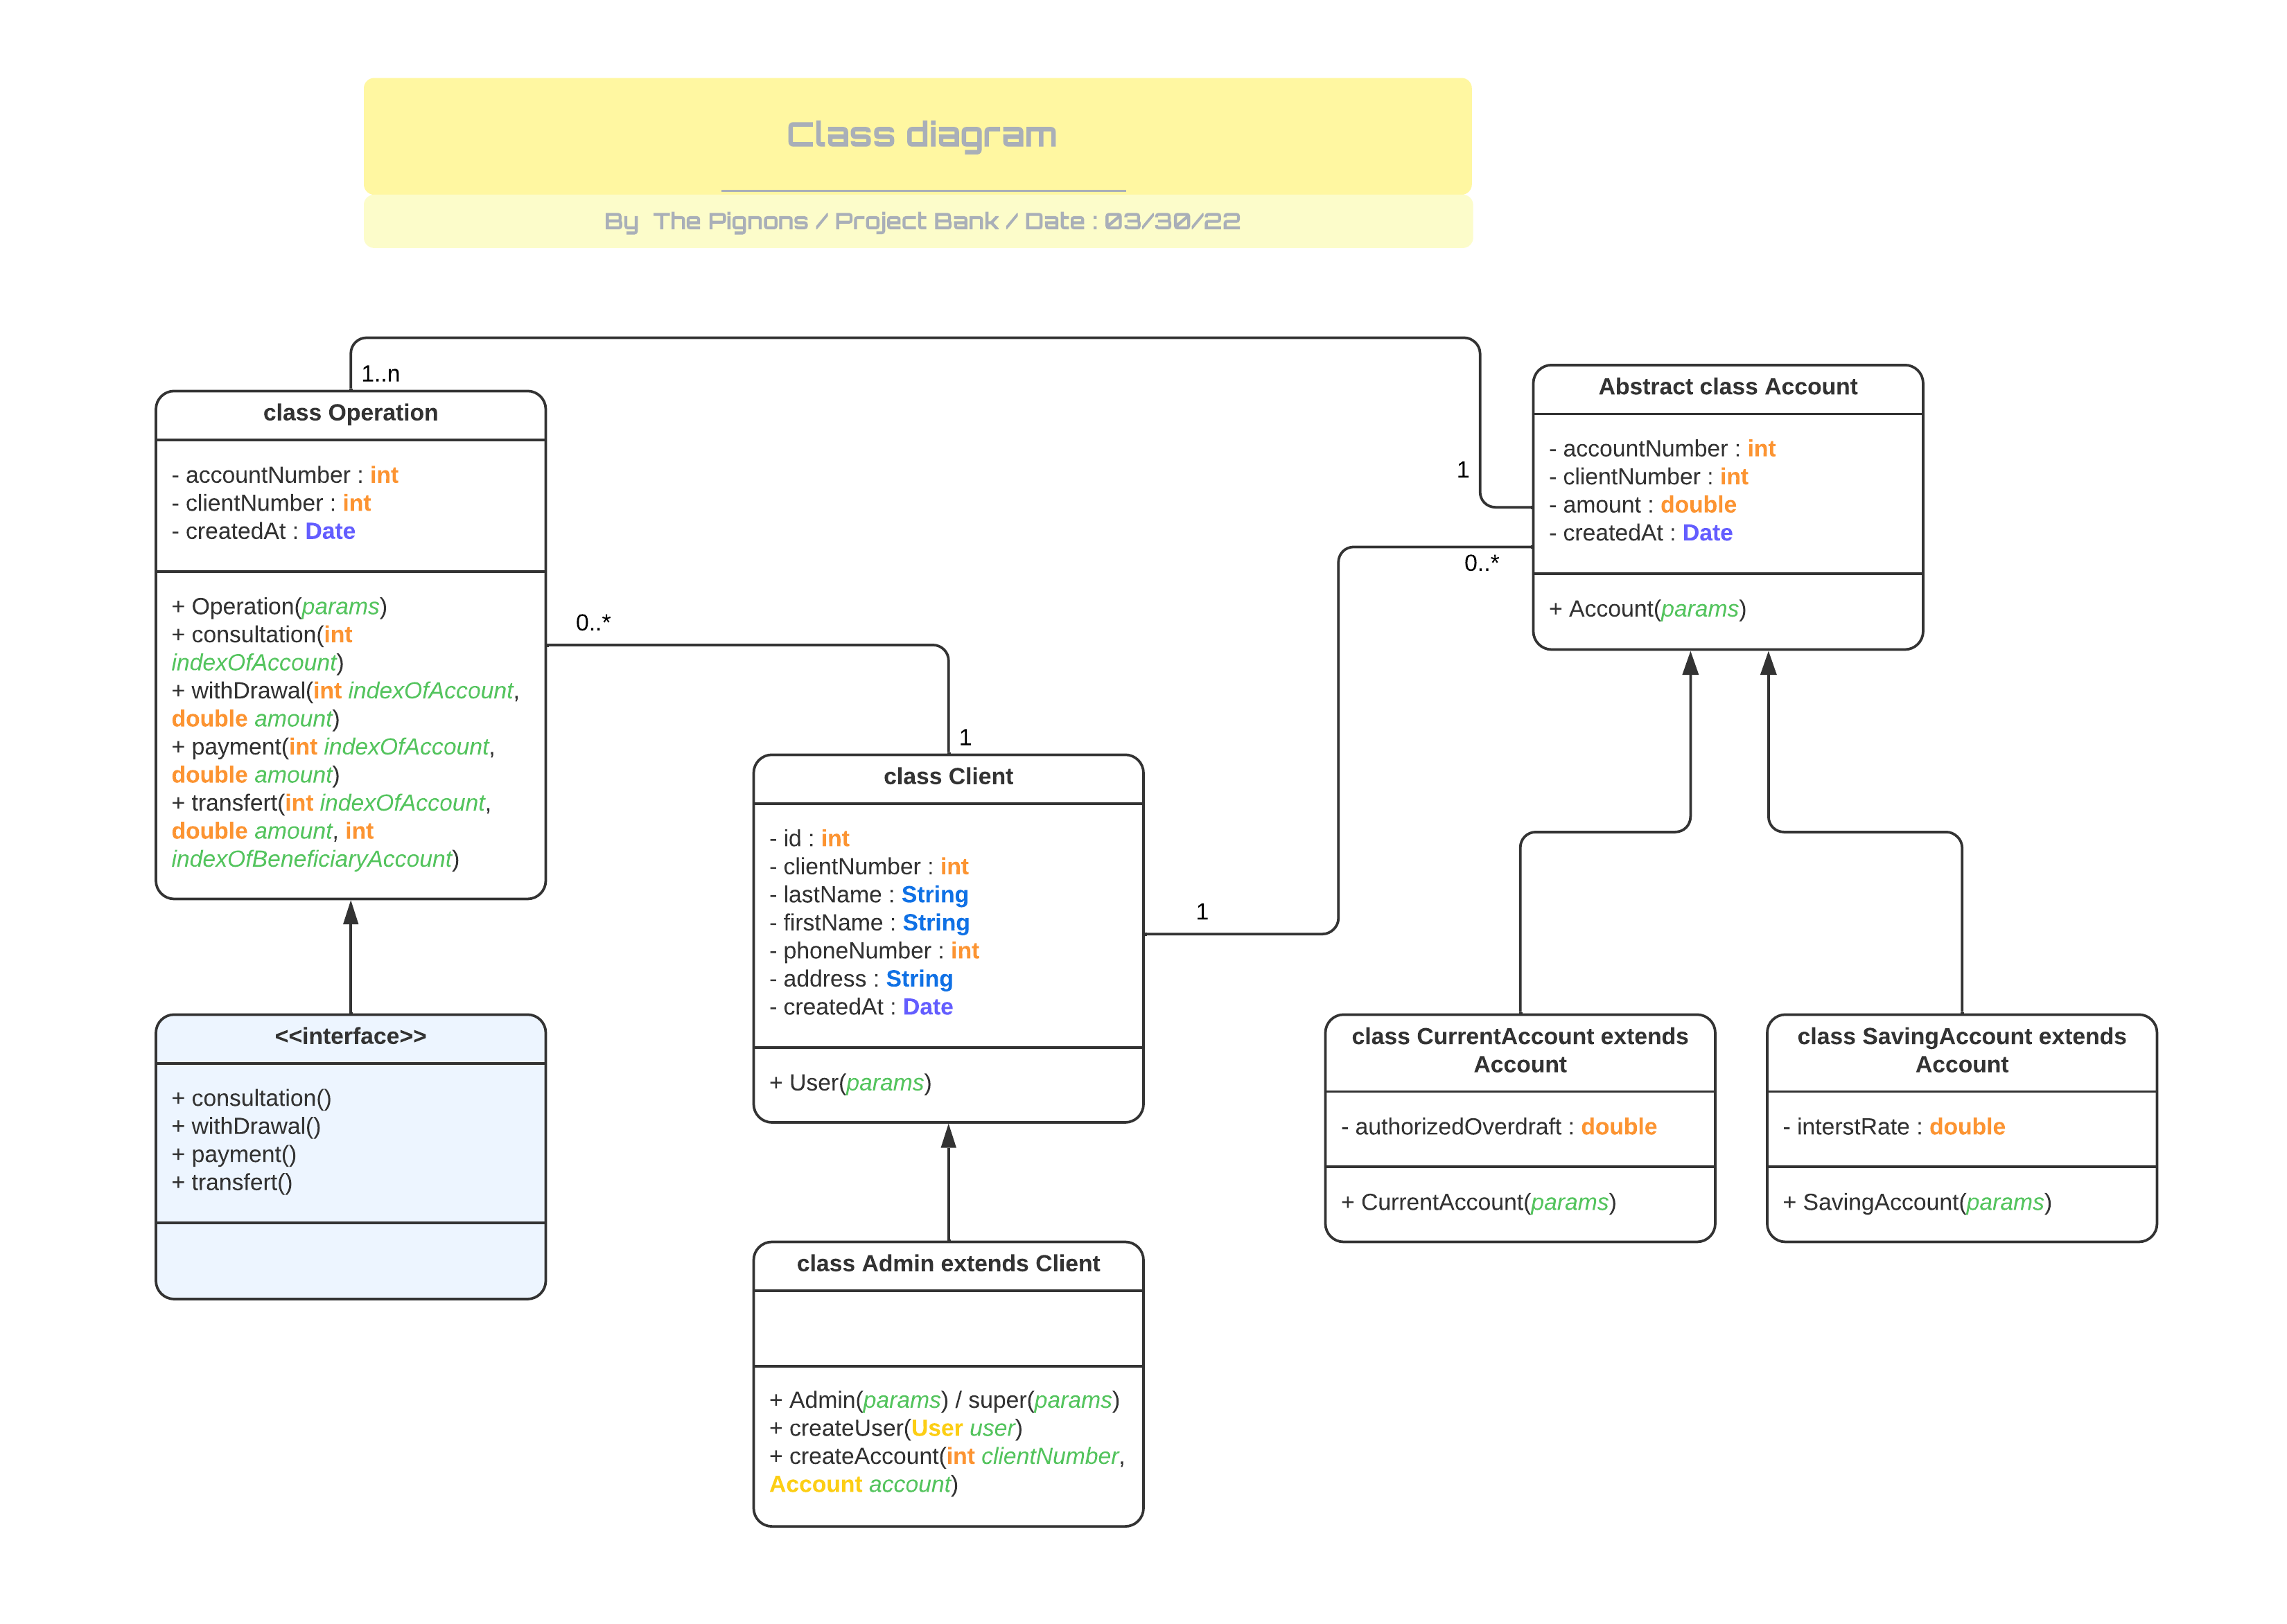 Class diagram
By The Pignons / Project Bank / Date : 03/30/22
1..n
class Operation
- accountNumber : int
- clientNumber : int
- createdAt : Date
+ Operation(params)
+ consultation(int
indexOfAccount)
+ withDrawal(int indexOfAccount,
double amount)
+ payment(int indexOfAccount,
double amount)
+ transfert(int indexOfAccount,
double amount, int
indexOfBeneficiaryAccount)
0..*
1
Abstract class Account
- accountNumber : int
- clientNumber : int
- amount : double
- createdAt : Date
+ Account(params)
1
0..*
class Client
- id : int
- clientNumber : int
- lastName : String
- firstName : String
- phoneNumber : int
- address : String
- createdAt : Date
+ User(params)
1
<<interface>>
+ consultation()
+ withDrawal()
+ payment()
+ transfert()
class Admin extends Client
+ Admin(params) / super(params)
+ createUser(User user)
+ createAccount(int clientNumber,
Account account)
class CurrentAccount extends
Account
- authorizedOverdraft : double
+ CurrentAccount(params)
class SavingAccount extends
Account
- interstRate : double
+ SavingAccount(params)